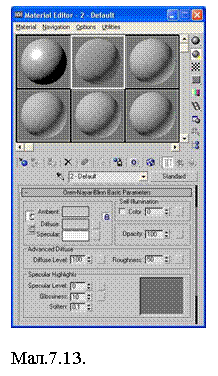 Material Editor - 2 - Default
Material Navigation Options Utilities
2 - Default Standard
Oren-Nayar-Blinn Basic Parameters
Self-Illumination
Ambient: Color 0
Diffuse:
Specular: Opacity: 100
Advanced Diffuse
Diffuse Level: 100 Roughness: 50
Specular Highlights
Specular Level: 0
Glossiness: 10
Soften: 0,1
Мал.7.13.